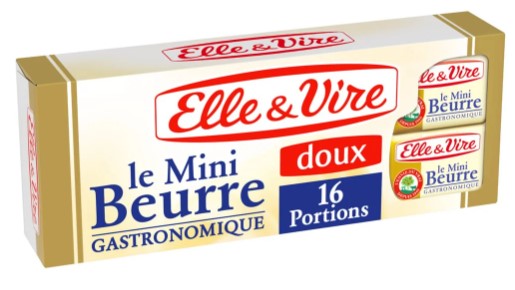 Elle & Vire
Elle & Vire
le Mini
Beurre
GASTRONOMIQUE
doux
16
Portions
le & Vire
le Mini
Beurre
GASTRONOMIQUE
Elle & Vire
le Mini
Beurre
GASTRONOMIQUE